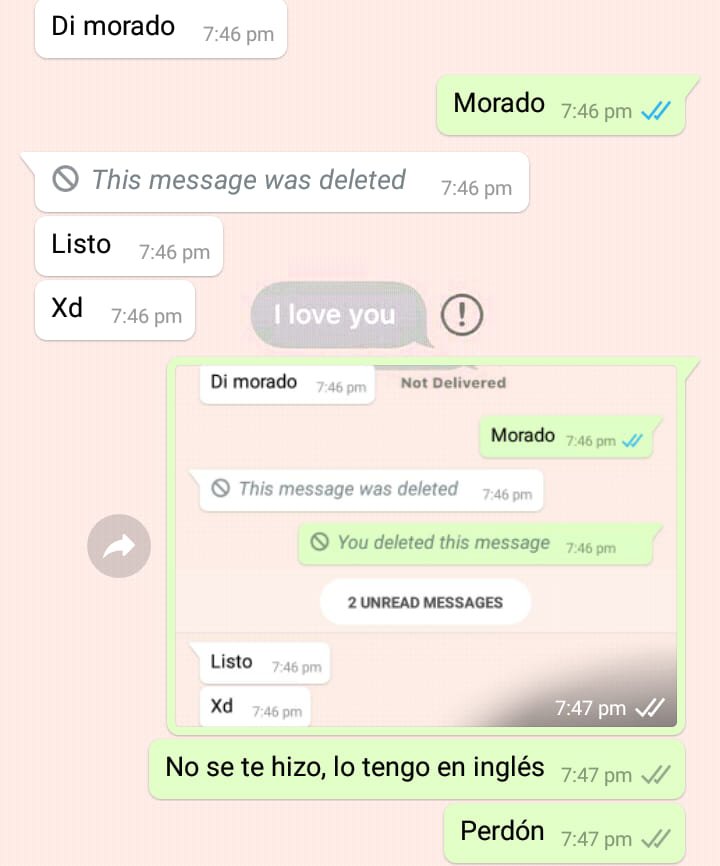 Di morado 7:46 pm
Morado 7:46 pm
This message was deleted 7:46 pm
Listo 7:46 pm
Xd 7:46 pm
I love you
Di morado 7:46 pm
Not Delivered
Morado 7:46 pm
This message was deleted 7:46 pm
You deleted this message 7:46 pm
2 UNREAD MESSAGES
Listo 7:46 pm
Xd 7:46 pm
7:47 pm
No se te hizo, lo tengo en inglés 7:47 pm
Perdón 7:47 pm